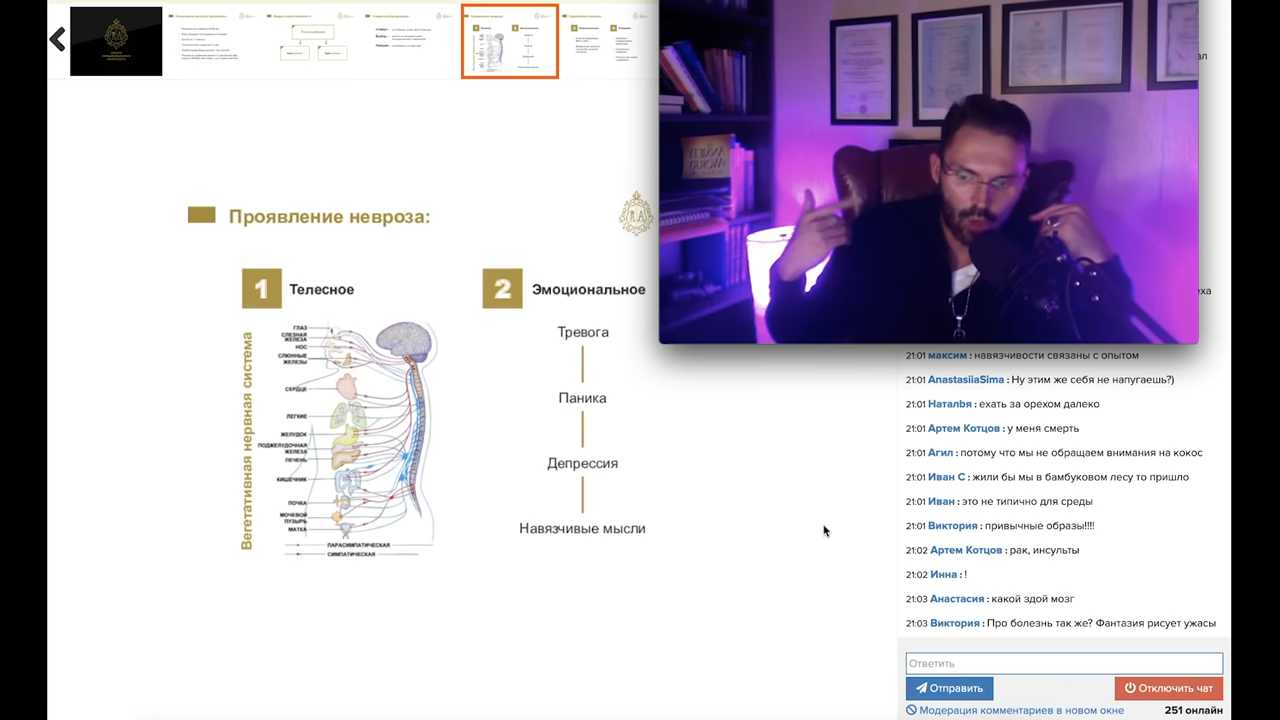 Проявление невроза:
1 Телесное
Вегетативная нервная система
ГЛАЗ
СЛЕЗНАЯ
ЖЕЛЕЗА
НОС
СЛЮННЫЕ
ЖЕЛЕЗЫ
СЕРДЦЕ
ЛЕГКИЕ
ЖЕЛУДОК
ПОДЖЕЛУДОЧНАЯ
ЖЕЛЕЗА
ПЕЧЕНЬ
КИШЕЧНИК
ПОЧКА
МОЧЕВОЙ
ПУЗЫРЬ
МАТКА
ПАРАСИМПАТИЧЕСКАЯ
СИМПАТИЧЕСКАЯ
2 Эмоциональное
Тревога
Паника
Депрессия
Навязчивые мысли
21:01 максим : навязчивости связаны с опытом
21:01 AnastasiiaSima : Ну этим же себя не напугаешь?)
21:01 Наталья : ехать за орехом далеко
21:01 Артем Котцов : у меня смерть
21:01 Агил : потому что мы не обращаем внимания на кокос
21:01 Иван С : жили бы мы в бамбуковом лесу то пришло
21:01 Иван : это не типично для среды
21:01 Виктория : привычные образы!!!!
21:02 Артем Котцов : рак, инсульты
21:02 Инна : !
21:03 Анастасия : какой здой мозг
21:03 Виктория : Про болезнь так же? Фантазия рисует ужасы
Ответить
Отправить
Отключить чат
Модерация комментариев в новом окне
251 онлайн